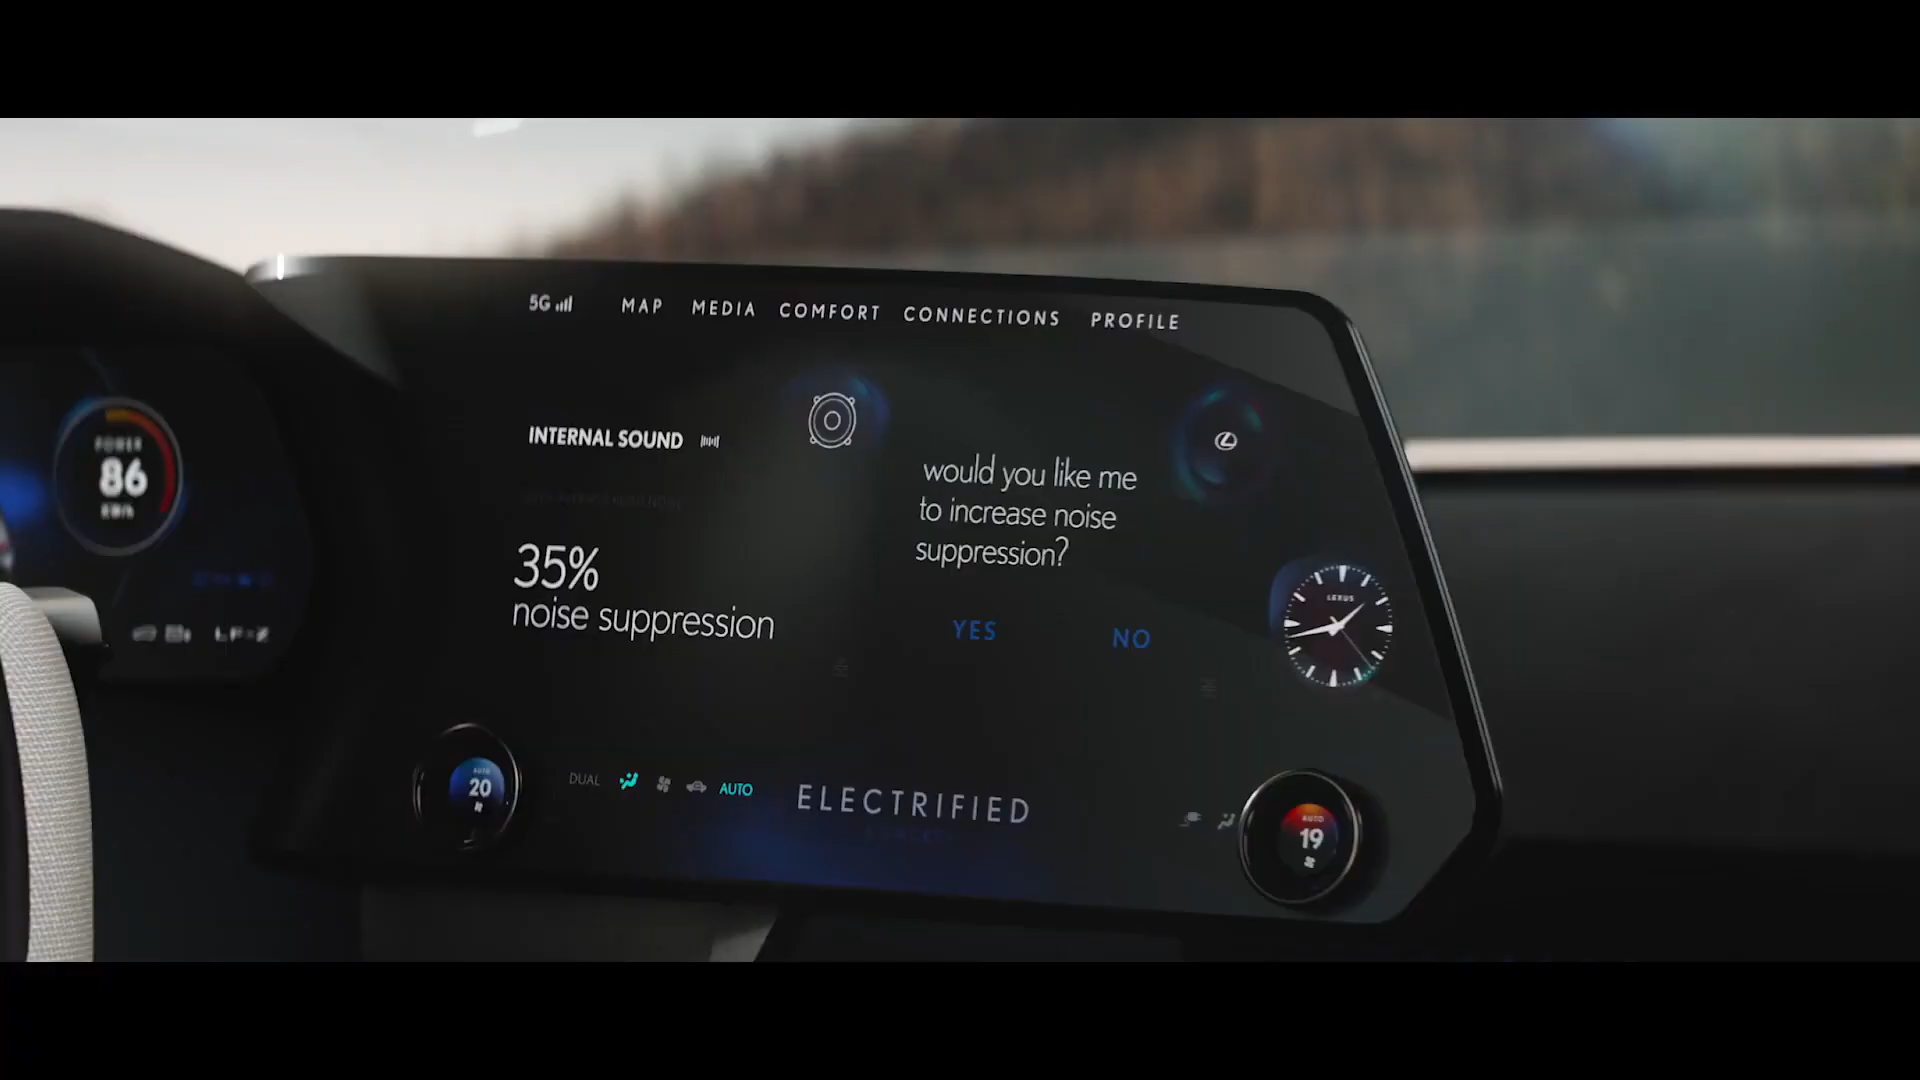 5G
MAP
MEDIA
COMFORT
CONNECTIONS
PROFILE
POWER
86
LF-Z
INTERNAL SOUND
35%
noise suppression
would you like me
to increase noise
suppression?
YES
NO
LEXUS
AUTO
20
DUAL
AUTO
ELECTRIFIED
AUTO
19